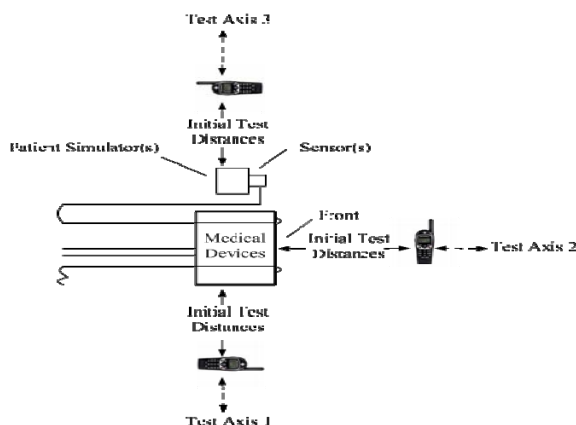 Test Axis 3
Initial Test
Distances
Patient Simulator(s)
Sensor(s)
Front
Medical
Devices
Initial Test
Distances
Test Axis 2
Initial Test
Distances
Test Axis 1